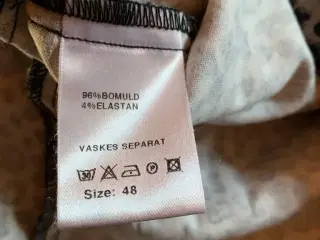 96%BOMULD
4%ELASTAN
VASKES SEPARAT
Size: 48